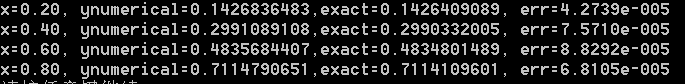 x=0.20, ynumerical=0.1426836483,exact=0.1426409089, err=4.2739e-005
x=0.40, ynumerical=0.2991089108,exact=0.2990332005, err=7.5710e-005
x=0.60, ynumerical=0.4835684407,exact=0.4834801489, err=8.8292e-005
x=0.80, ynumerical=0.7114790651,exact=0.7114109601, err=6.8105e-005